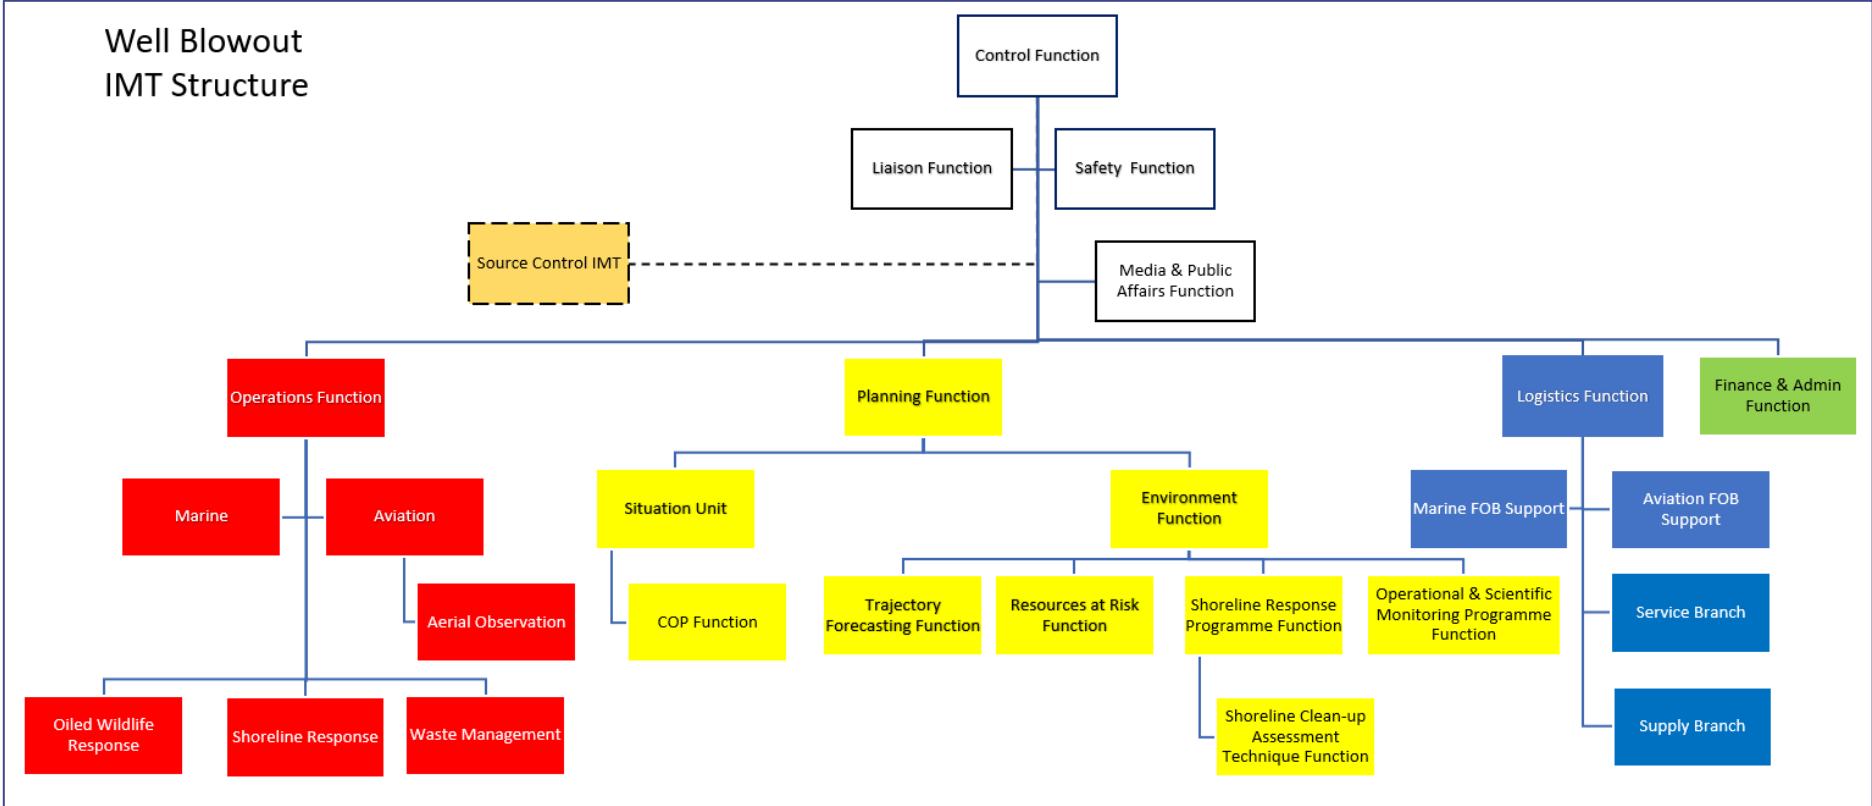 Well Blowout
IMT Structure
Control Function
Liaison Function
Safety  Function
Source Control IMT
Media & Public
Affairs Function
Operations Function
Planning Function
Logistics Function
Finance & Admin
Function
Marine
Aviation
Situation Unit
Environment
Function
Marine FOB Support
Aviation FOB
Support
Aerial Observation
COP Function
Trajectory
Forecasting Function
Resources at Risk
Function
Shoreline Response
Programme Function
Operational & Scientific
Monitoring Programme
Function
Service Branch
Oiled Wildlife
Response
Shoreline Response
Waste Management
Shoreline Clean-up
Assessment
Technique Function
Supply Branch